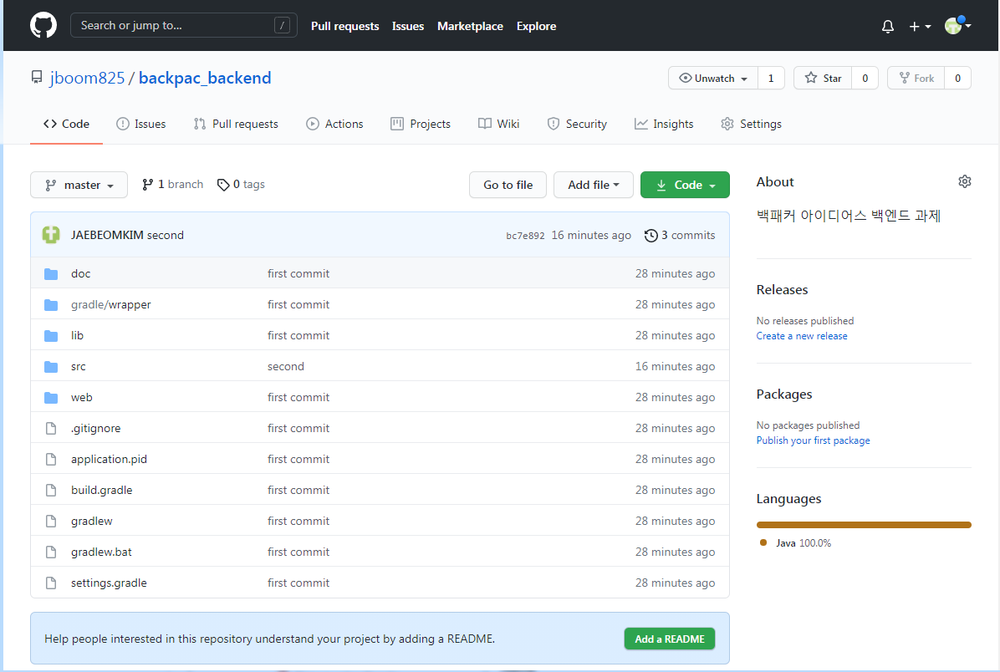 Search or jump to... /
Pull requests Issues Marketplace Explore
jboom825 / backpac_backend
Unwatch 1 Star 0 Fork 0
Code Issues Pull requests Actions Projects Wiki Security Insights Settings
master 1 branch 0 tags Go to file Add file Code
JAEBEOMKIM second bc7e892 16 minutes ago 3 commits
doc first commit 28 minutes ago
gradle/wrapper first commit 28 minutes ago
lib first commit 28 minutes ago
src second 16 minutes ago
web first commit 28 minutes ago
.gitignore first commit 28 minutes ago
application.pid first commit 28 minutes ago
build.gradle first commit 28 minutes ago
gradlew first commit 28 minutes ago
gradlew.bat first commit 28 minutes ago
settings.gradle first commit 28 minutes ago
Help people interested in this repository understand your project by adding a README. Add a README
About
백패커 아이디어스 백엔드 과제
Releases
No releases published
Create a new release
Packages
No packages published
Publish your first package
Languages
Java 100.0%